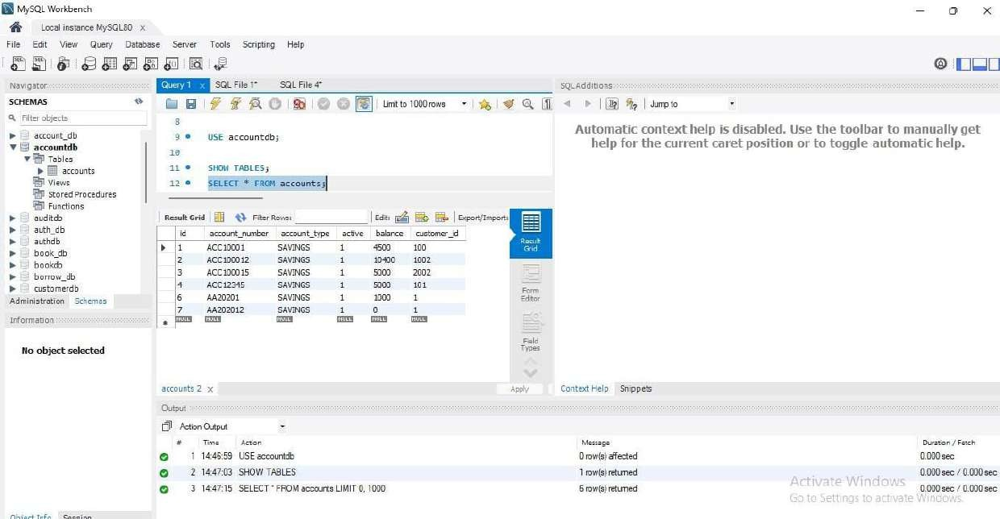 MySQL Workbench
Local instance MySQL80 x
File Edit View Query Database Server Tools Scripting Help
Navigator
SCHEMAS
Filter objects
account_db
accountdb
Tables
accounts
Views
Stored Procedures
Functions
auditdb
auth_db
authdb
book_db
bookdb
borrow_db
customerdb
Administration Schemas
Information
No object selected
Object Info Session
Query 1 x SQL File 1* SQL File 4*
Limit to 1000 rows
8
9 USE accountdb;
10
11 SHOW TABLES;
12 SELECT * FROM accounts;
Result Grid Filter Rows: Edit: Export/Import:
id account_number account_type active balance customer_id
1 ACC10001 SAVINGS 1 4500 100
2 ACC100012 SAVINGS 1 10400 1002
3 ACC100015 SAVINGS 1 5000 2002
4 ACC12345 SAVINGS 1 5000 101
6 AA20201 SAVINGS 1 1000 1
7 AA202012 SAVINGS 1 0 1
NULL NULL NULL NULL NULL NULL
Result
Grid
Form
Editor
Field
Types
accounts 2 x Apply
SQLAdditions
Jump to
Automatic context help is disabled. Use the toolbar to manually get
help for the current caret position or to toggle automatic help.
Context Help Snippets
Output
Action Output
# Time Action Message Duration / Fetch
1 14:46:59 USE accountdb 0 row(s) affected 0.000 sec
2 14:47:03 SHOW TABLES 1 row(s) returned 0.000 sec / 0.000 sec
3 14:47:15 SELECT * FROM accounts LIMIT 0, 1000 6 row(s) returned 0.000 sec / 0.000 sec
Activate Windows
Go to Settings to activate Windows.